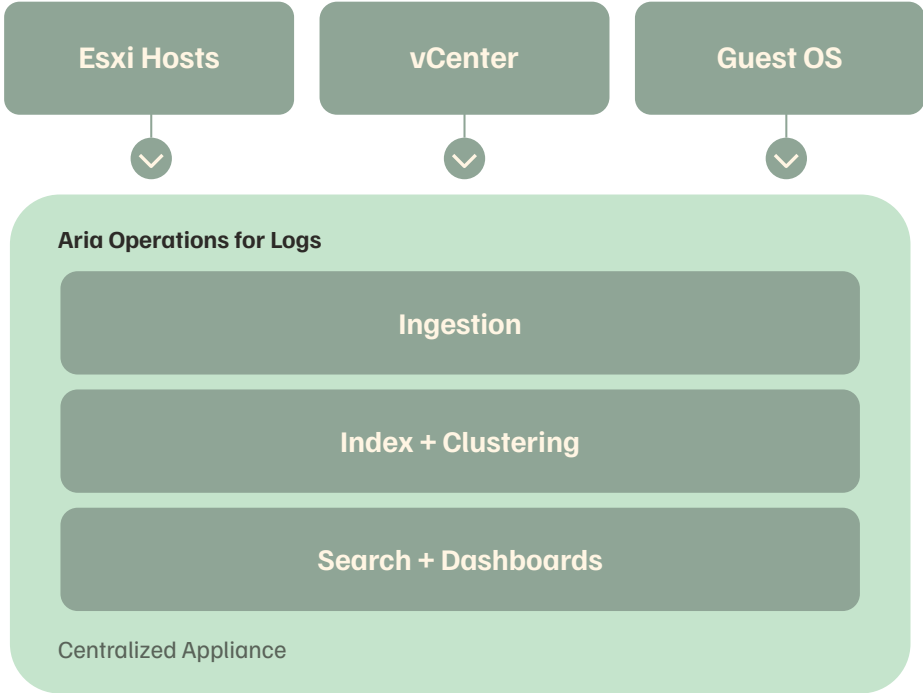 Esxi Hosts
vCenter
Guest OS
Aria Operations for Logs
Ingestion
Index + Clustering
Search + Dashboards
Centralized Appliance